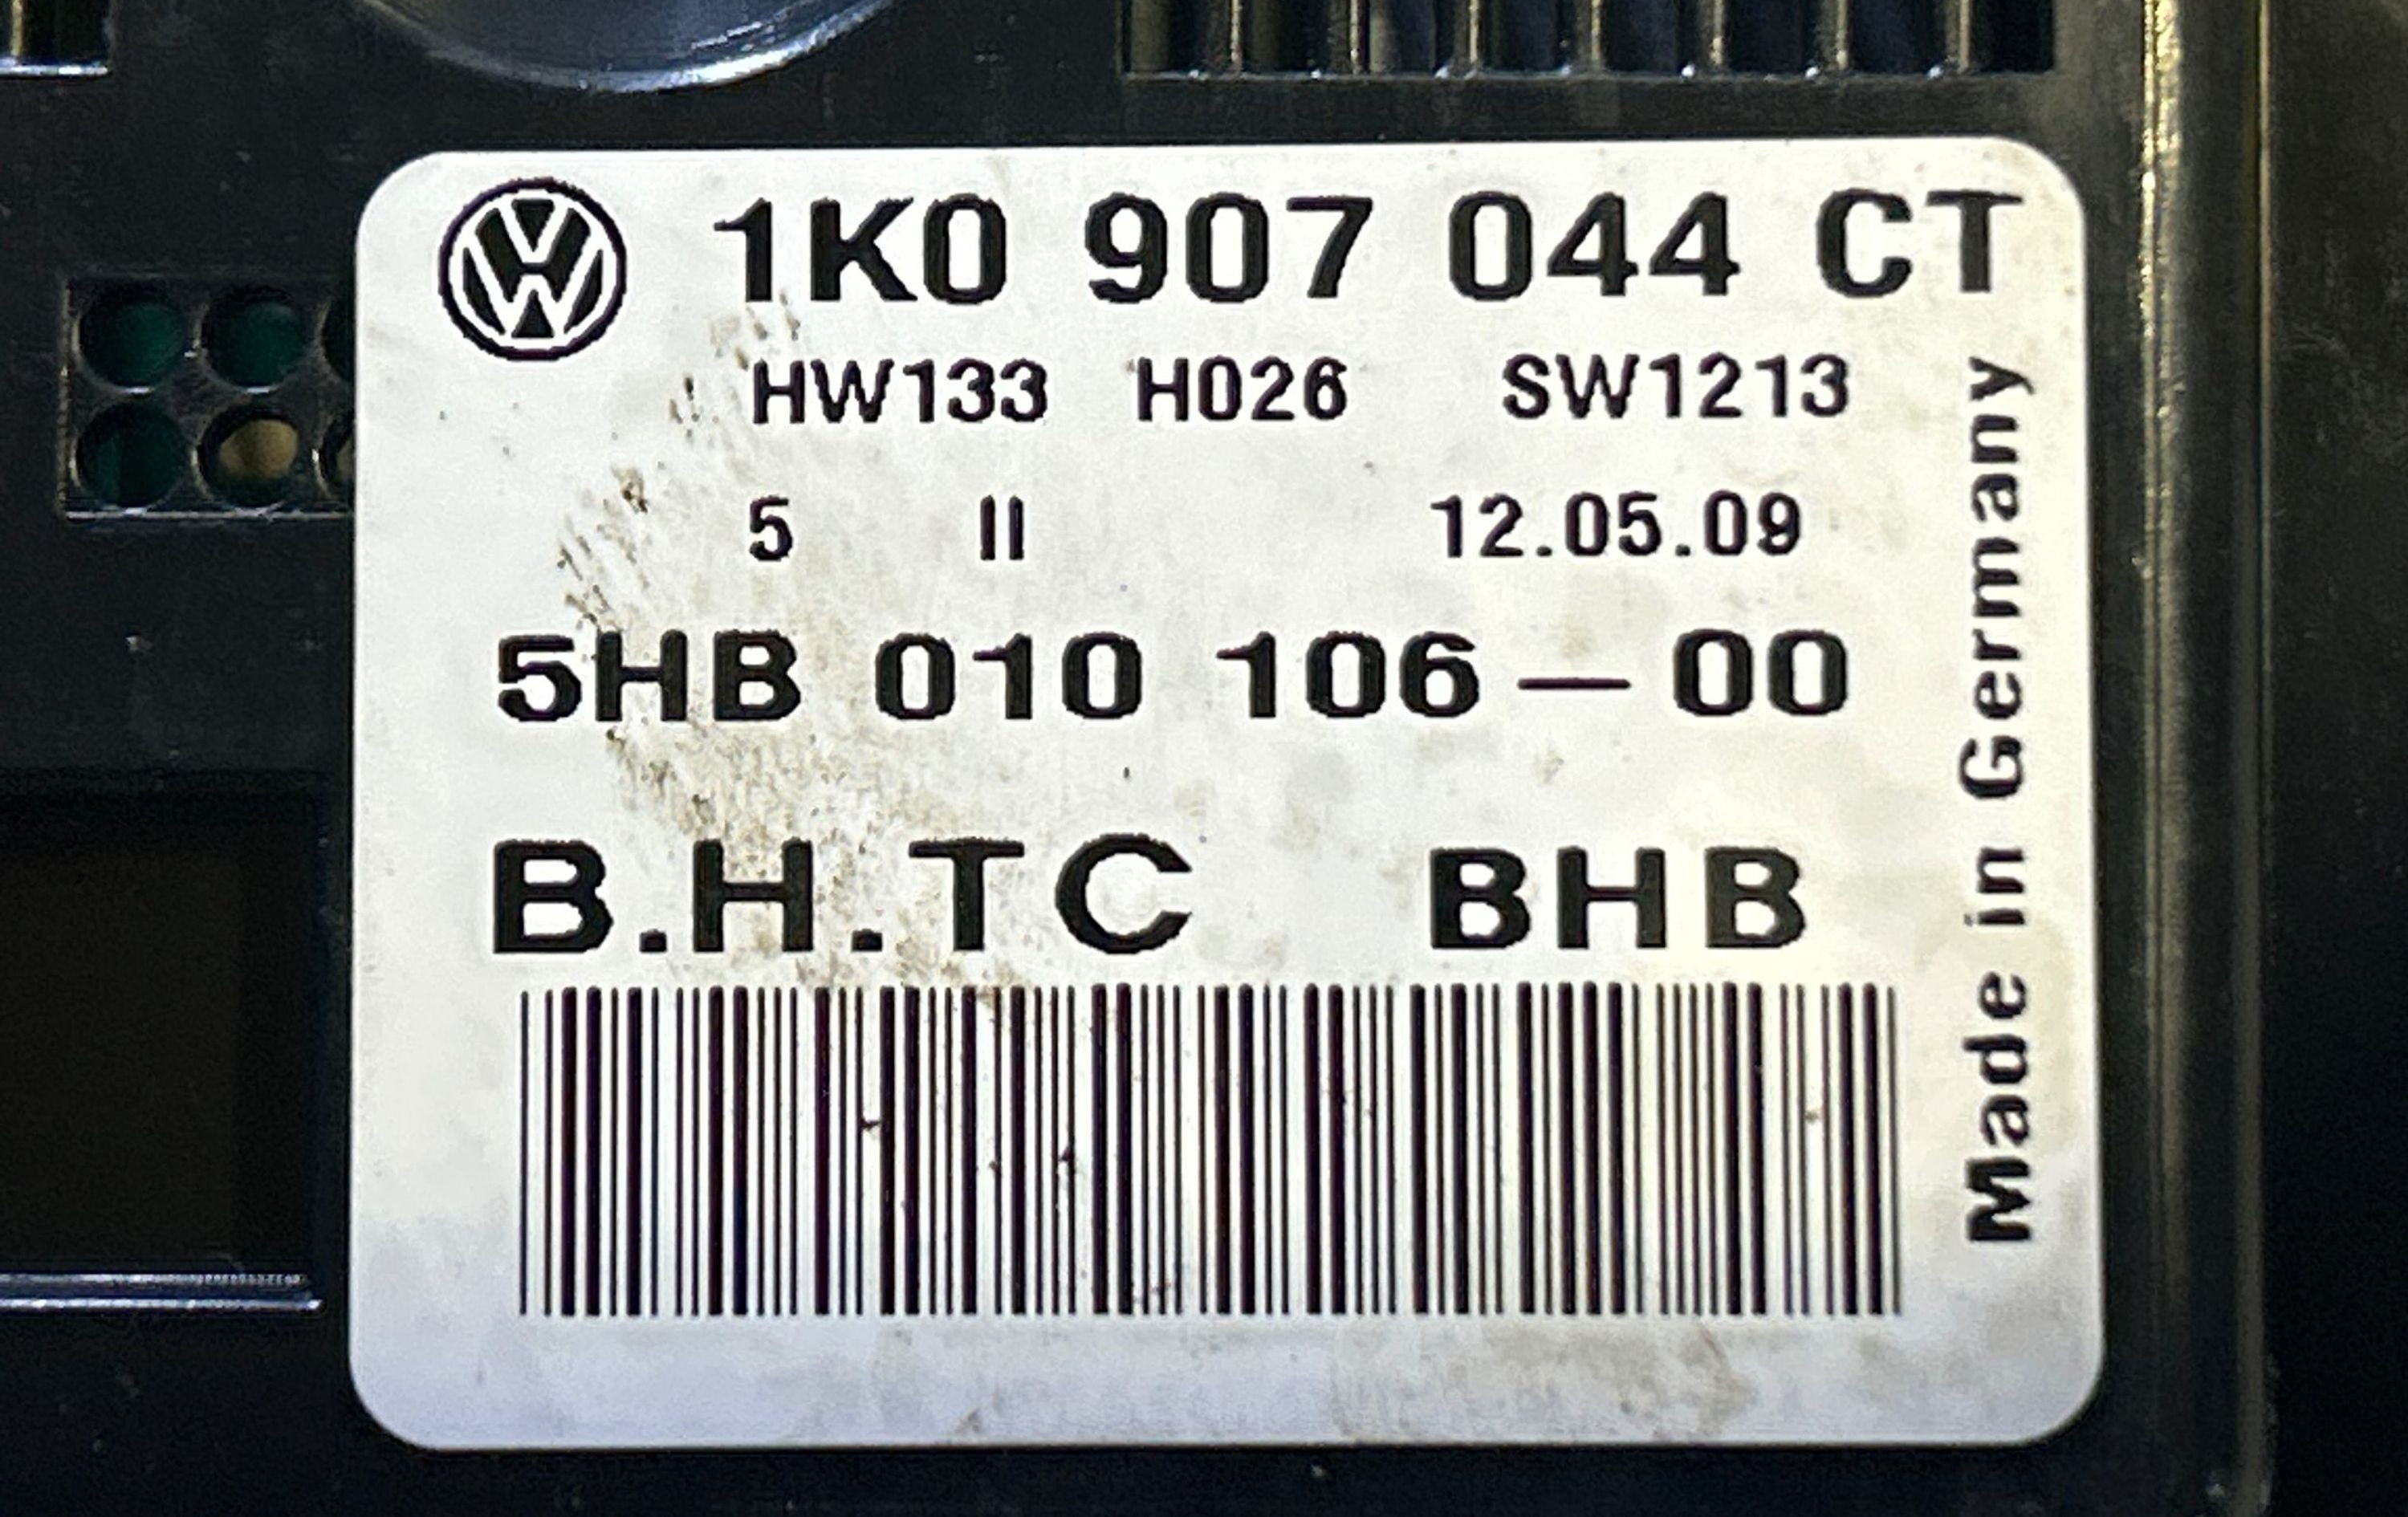 1K0 907 044 CT
HW133 H026 SW1213
5 II 12.05.09
5HB 010 106 — 00
B.H.TC BHB
Made in Germany